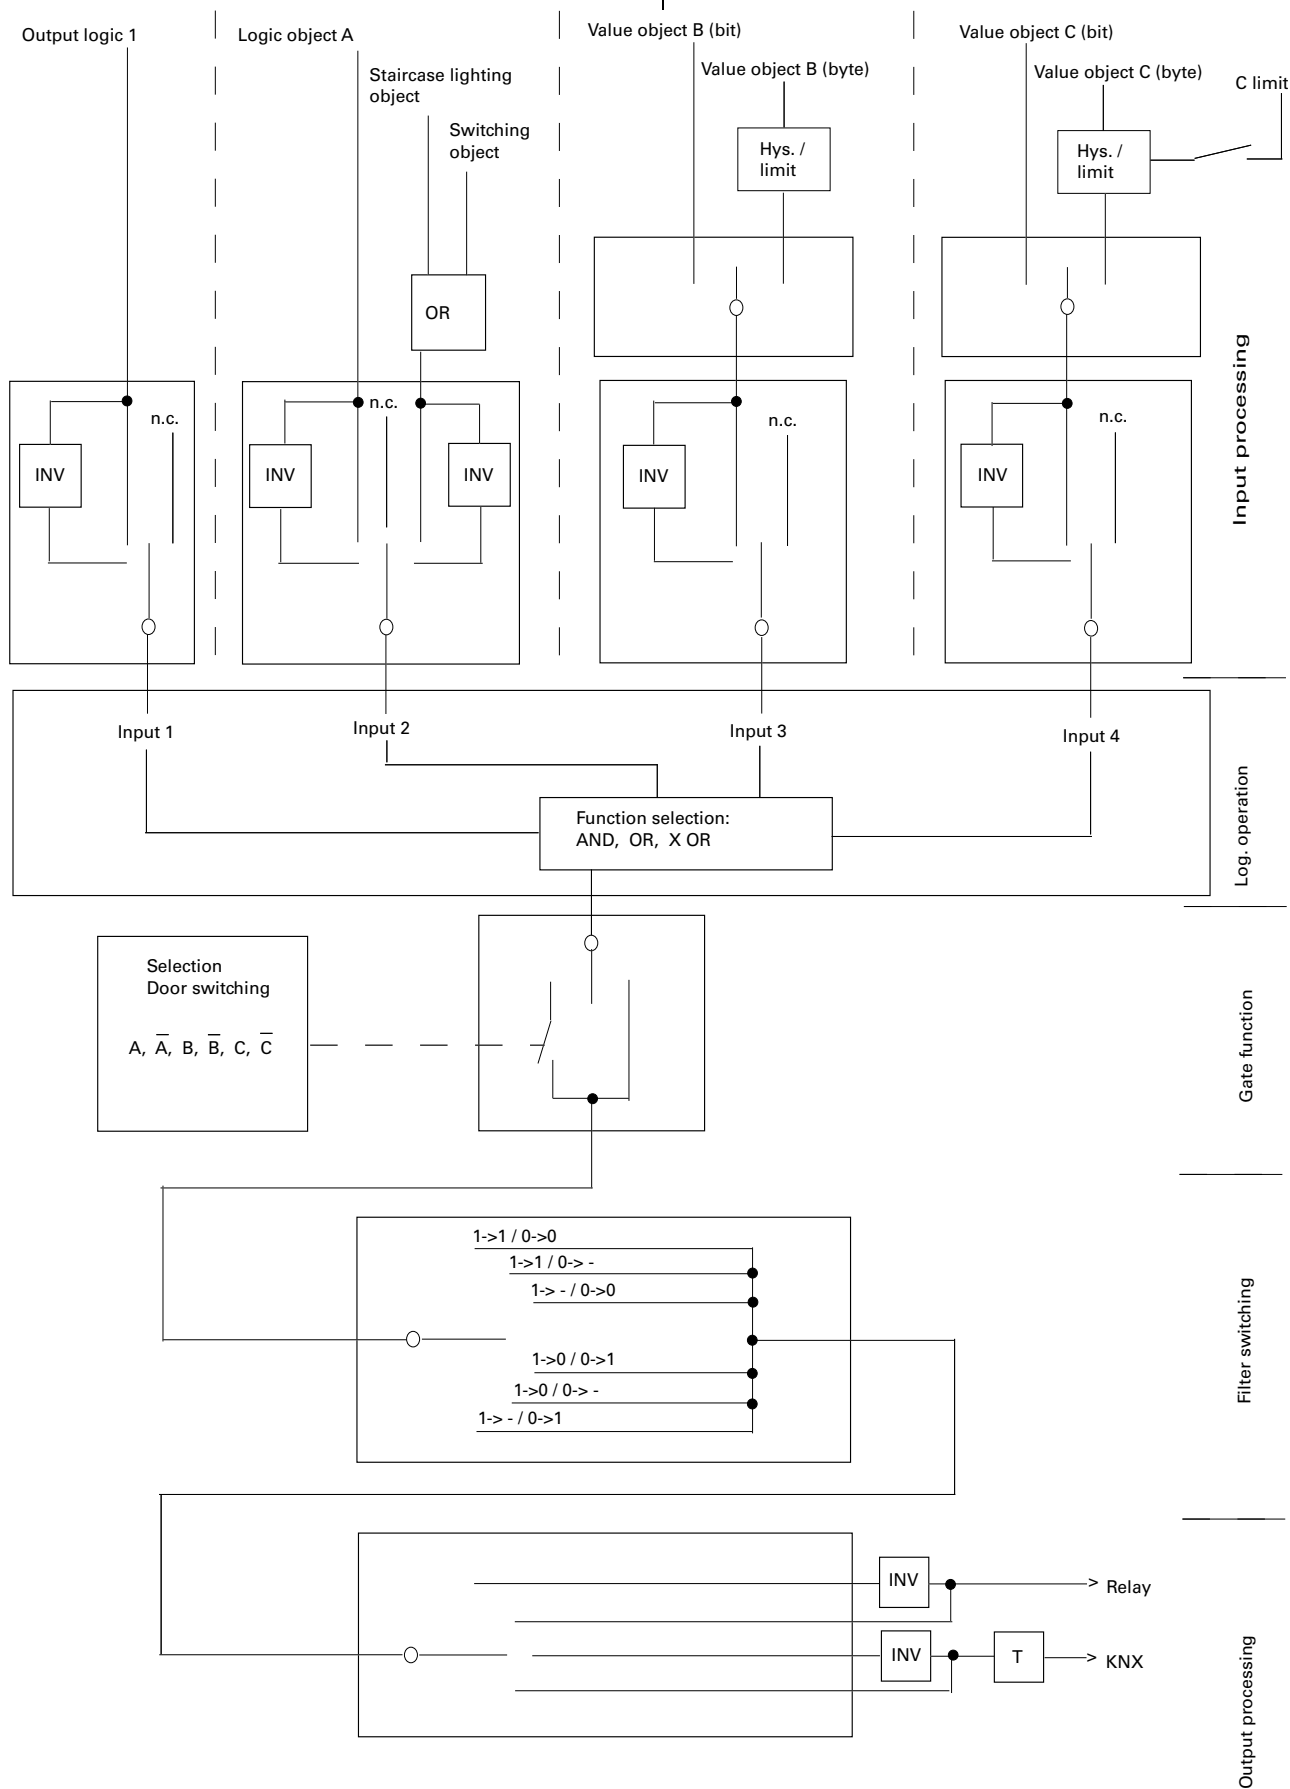 Output logic 1
Logic object A
Value object B (bit)
Value object C (bit)
Staircase lighting
object
Value object B (byte)
Value object C (byte)
C limit
Switching
object
Hys. /
limit
Hys. /
limit
OR
Input processing
n.c.
n.c.
n.c.
n.c.
INV
INV
INV
INV
INV
Input 1
Input 2
Input 3
Input 4
Function selection:
AND, OR, X OR
Log. operation
Selection
Door switching
A, A̅, B, B̅, C, C̅
Gate function
1->1 / 0->0
1->1 / 0-> -
1-> - / 0->0
1->0 / 0->1
1->0 / 0-> -
1-> - / 0->1
Filter switching
INV
> Relay
INV
T
> KNX
Output processing